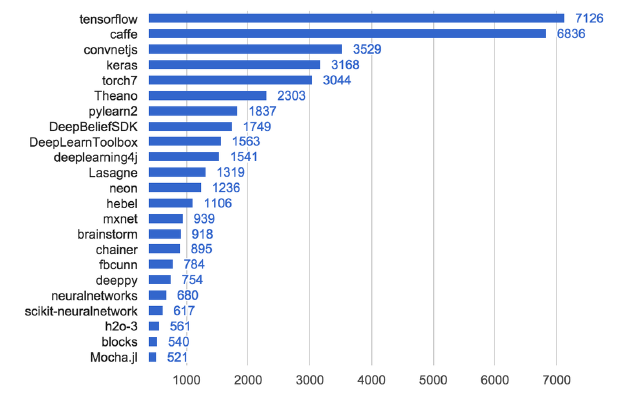 tensorflow 7126
caffe 6836
convnetjs 3529
keras 3168
torch7 3044
Theano 2303
pylearn2 1837
DeepBeliefSDK 1749
DeepLearnToolbox 1563
deeplearning4j 1541
Lasagne 1319
neon 1236
hebel 1106
mxnet 939
brainstorm 918
chainer 895
fbcunn 784
deeppy 754
neuralnetworks 680
scikit-neuralnetwork 617
h2o-3 561
blocks 540
Mocha.jl 521
1000 2000 3000 4000 5000 6000 7000